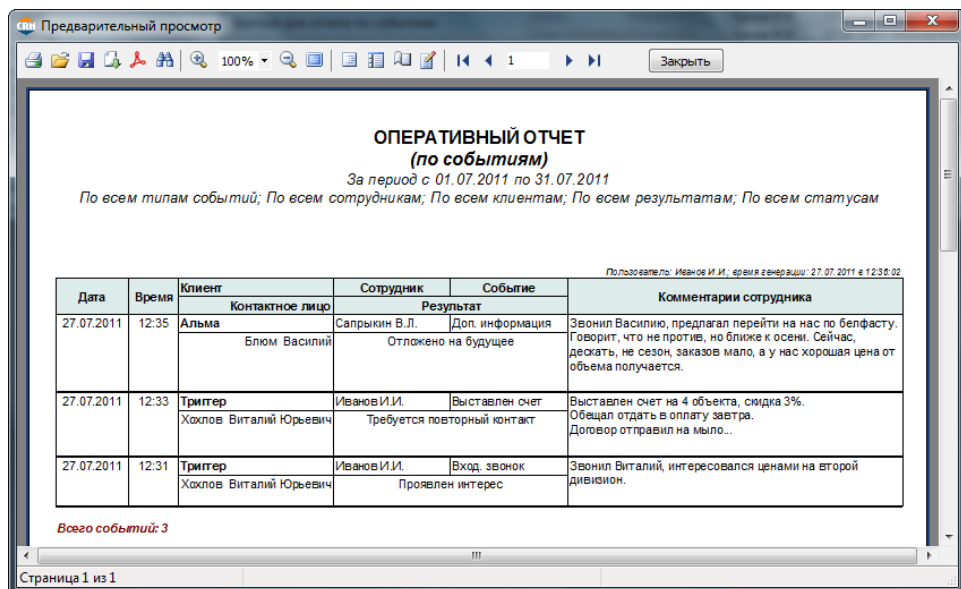 CRM Предварительный просмотр
100%
1
Закрыть
ОПЕРАТИВНЫЙ ОТЧЕТ
(по событиям)
За период с 01.07.2011 по 31.07.2011
По всем типам событий; По всем сотрудникам; По всем клиентам; По всем результатам; По всем статусам
Пользователь: Иванов И.И.; время генерации: 27.07.2011 в 12:36:02
Дата Время Клиент Сотрудник Событие Комментарии сотрудника
Контактное лицо Результат
27.07.2011 12:35 Альма Сапрыкин В.Л. Доп. информация Звонил Василию, предлагал перейти на нас по белфасту.
Блюм Василий Отложено на будущее Говорит, что не против, но ближе к осени. Сейчас,
дескать, не сезон, заказов мало, а у нас хорошая цена от
объема получается.
27.07.2011 12:33 Триггер Иванов И.И. Выставлен счет Выставлен счет на 4 объекта, скидка 3%.
Хохлов Виталий Юрьевич Требуется повторный контакт Обещал отдать в оплату завтра.
Договор отправил на мыло...
27.07.2011 12:31 Триггер Иванов И.И. Вход. звонок Звонил Виталий, интересовался ценами на второй
Хохлов Виталий Юрьевич Проявлен интерес дивизион.
Всего событий: 3
Страница 1 из 1